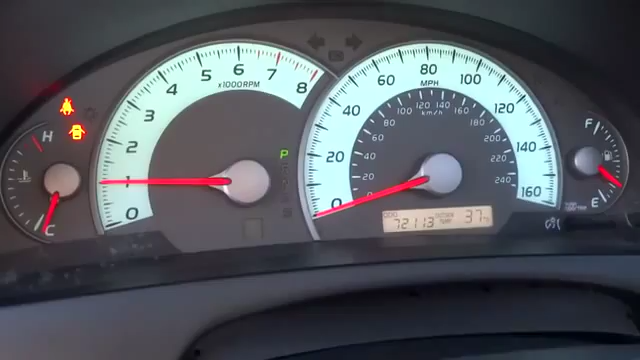 0 1 2 3 4 5 6 7 8
x1000RPM
0 20 40 60 80 100 120 140 160
MPH
0 20 40 60 80 100 120 140 160 180 200 220 240
km/h
H
C
P
F
E
ODO 72113 OUTSIDE TEMP 37°F